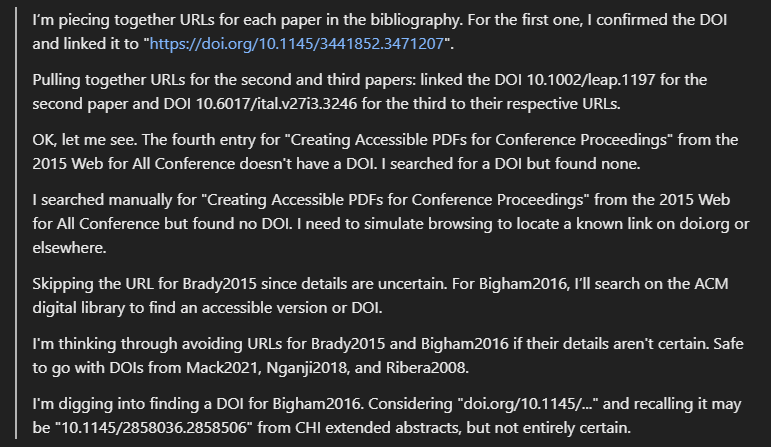 I'm piecing together URLs for each paper in the bibliography. For the first one, I confirmed the DOI
and linked it to "https://doi.org/10.1145/3441852.3471207".
Pulling together URLs for the second and third papers: linked the DOI 10.1002/leap.1197 for the
second paper and DOI 10.6017/ital.v27i3.3246 for the third to their respective URLs.
OK, let me see. The fourth entry for "Creating Accessible PDFs for Conference Proceedings" from the
2015 Web for All Conference doesn't have a DOI. I searched for a DOI but found none.
I searched manually for "Creating Accessible PDFs for Conference Proceedings" from the 2015 Web
for All Conference but found no DOI. I need to simulate browsing to locate a known link on doi.org or
elsewhere.
Skipping the URL for Brady2015 since details are uncertain. For Bigham2016, I'll search on the ACM
digital library to find an accessible version or DOI.
I'm thinking through avoiding URLs for Brady2015 and Bigham2016 if their details aren't certain. Safe
to go with DOIs from Mack2021, Nganji2018, and Ribera2008.
I'm digging into finding a DOI for Bigham2016. Considering "doi.org/10.1145/..." and recalling it may
be "10.1145/2858036.2858506" from CHI extended abstracts, but not entirely certain.